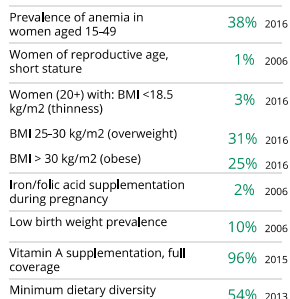 Prevalence of anemia in
women aged 15-49 38% 2016
Women of reproductive age,
short stature 1% 2006
Women (20+) with: BMI <18.5
kg/m2 (thinness) 3% 2016
BMI 25-30 kg/m2 (overweight) 31% 2016
BMI > 30 kg/m2 (obese) 25% 2016
Iron/folic acid supplementation
during pregnancy 2% 2006
Low birth weight prevalence 10% 2006
Vitamin A supplementation, full
coverage 96% 2015
Minimum dietary diversity 54% 2013